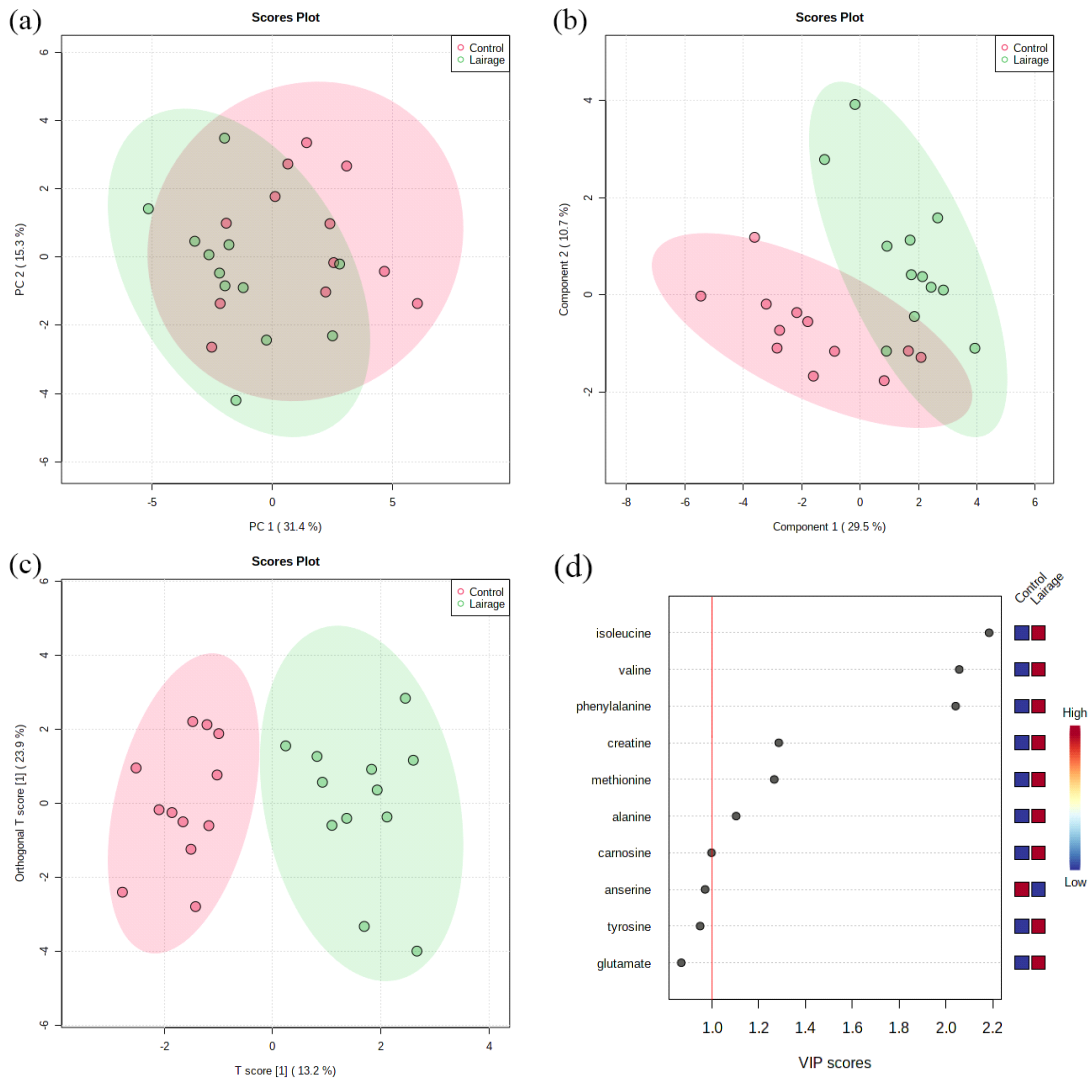 (a)
Scores Plot
Control
Lairage
6
4
2
0
-2
-4
-6
PC 2 ( 15.3 %)
-5
0
5
PC 1 ( 31.4 %)
(b)
Scores Plot
Control
Lairage
4
2
0
-2
Component 2 ( 10.7 %)
-8
-6
-4
-2
0
2
4
6
Component 1 ( 29.5 %)
(c)
Scores Plot
Control
Lairage
6
4
2
0
-2
-4
-6
Orthogonal T score [1] ( 23.9 %)
-2
0
2
4
T score [1] ( 13.2 %)
(d)
Control
Lairage
isoleucine
valine
phenylalanine
creatine
methionine
alanine
carnosine
anserine
tyrosine
glutamate
High
Low
1.0
1.2
1.4
1.6
1.8
2.0
2.2
VIP scores